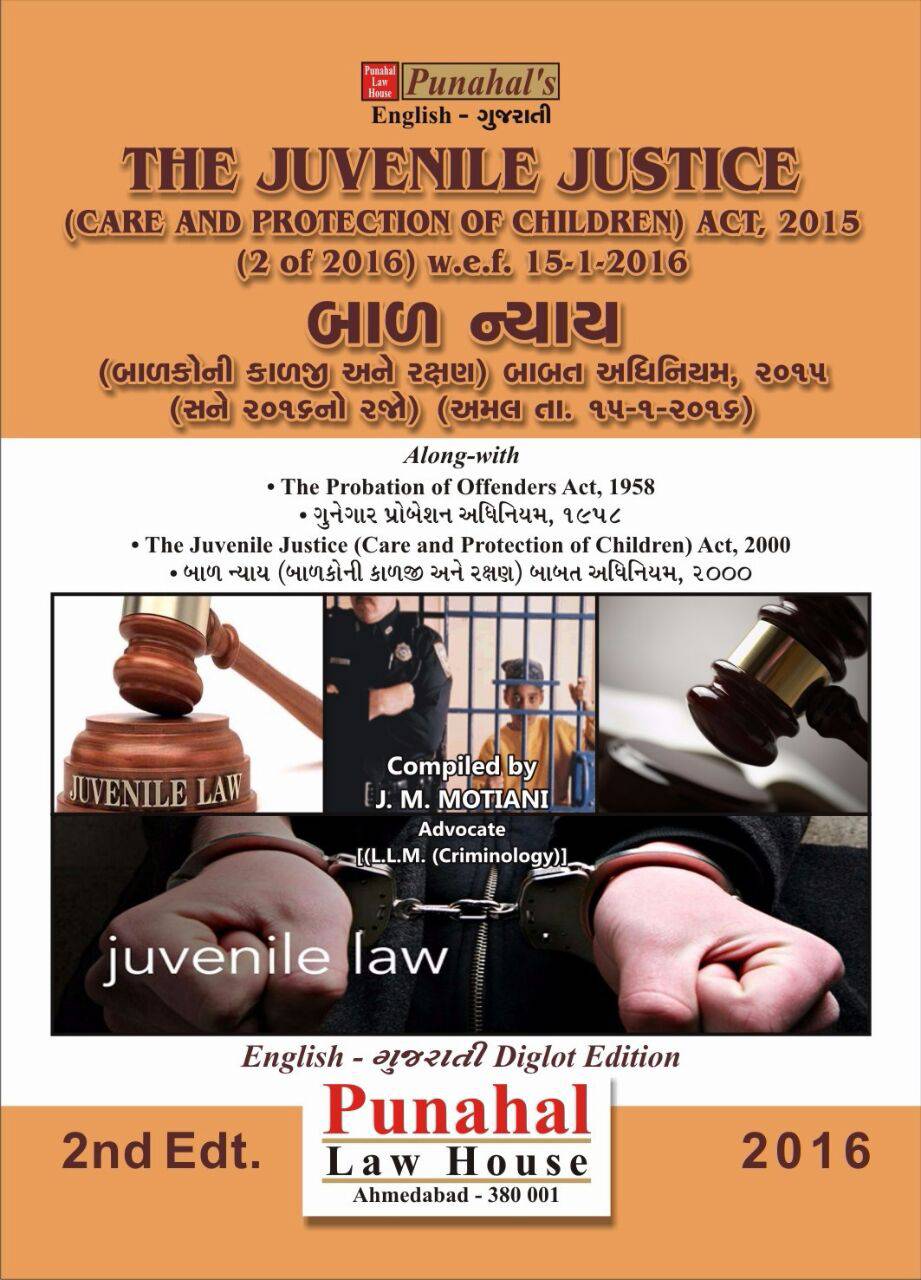 Punahal
Law
House
Punahal's
English - ગુજરાતી
THE JUVENILE JUSTICE
(CARE AND PROTECTION OF CHILDREN) ACT, 2015
(2 of 2016) w.e.f. 15-1-2016
બાળ ન્યાય
(બાળકોની કાળજી અને રક્ષણ) બાબત અધિનિયમ, ૨૦૧૫
(સને ૨૦૧૬નો ૨જો) (અમલ તા. ૧૫-૧-૨૦૧૬)
Along-with
• The Probation of Offenders Act, 1958
• ગુનેગાર પ્રોબેશન અધિનિયમ, ૧૯૫૮
• The Juvenile Justice (Care and Protection of Children) Act, 2000
• બાળ ન્યાય (બાળકોની કાળજી અને રક્ષણ) બાબત અધિનિયમ, ૨૦૦૦
JUVENILE LAW
Compiled by
J. M. MOTIANI
Advocate
[(L.L.M. (Criminology)]
juvenile law
English - ગુજરાતી Diglot Edition
Punahal
Law House
Ahmedabad - 380 001
2nd Edt.
2016